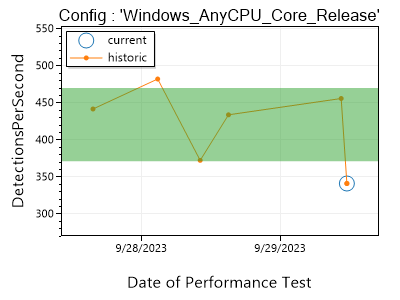 Config : 'Windows_AnyCPU_Core_Release'
current
historic
550
500
450
400
350
300
DetectionsPerSecond
9/28/2023
9/29/2023
Date of Performance Test